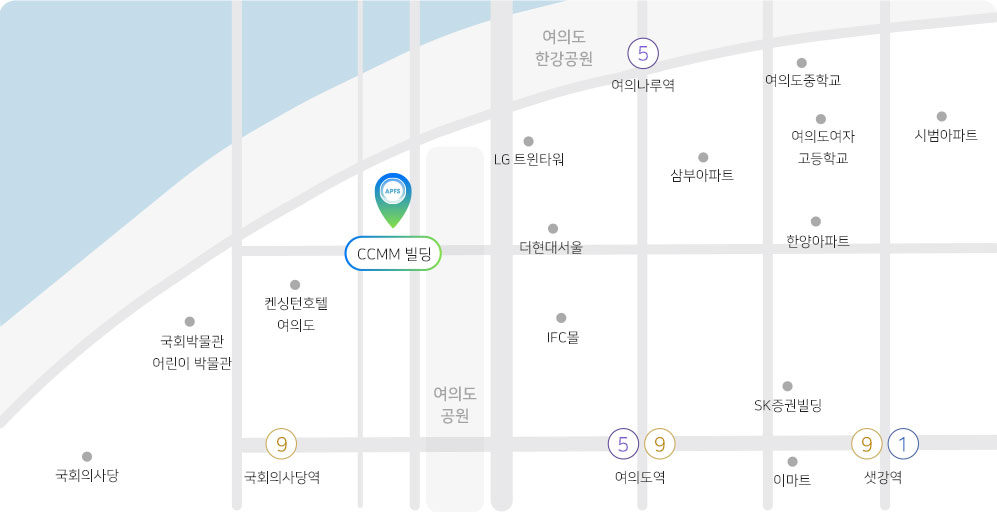 여의도
한강공원
5
여의나루역
여의도중학교
여의도여자
고등학교
시범아파트
LG 트윈타워
삼부아파트
APFS
CCMM 빌딩
더현대서울
한양아파트
켄싱턴호텔
여의도
국회박물관
어린이 박물관
IFC몰
여의도
공원
SK증권빌딩
국회의사당
9
국회의사당역
5
9
여의도역
이마트
9
1
샛강역